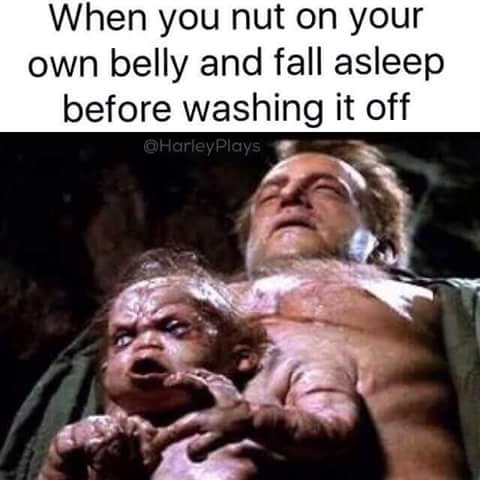 When you nut on your
own belly and fall asleep
before washing it off
@HarleyPlays